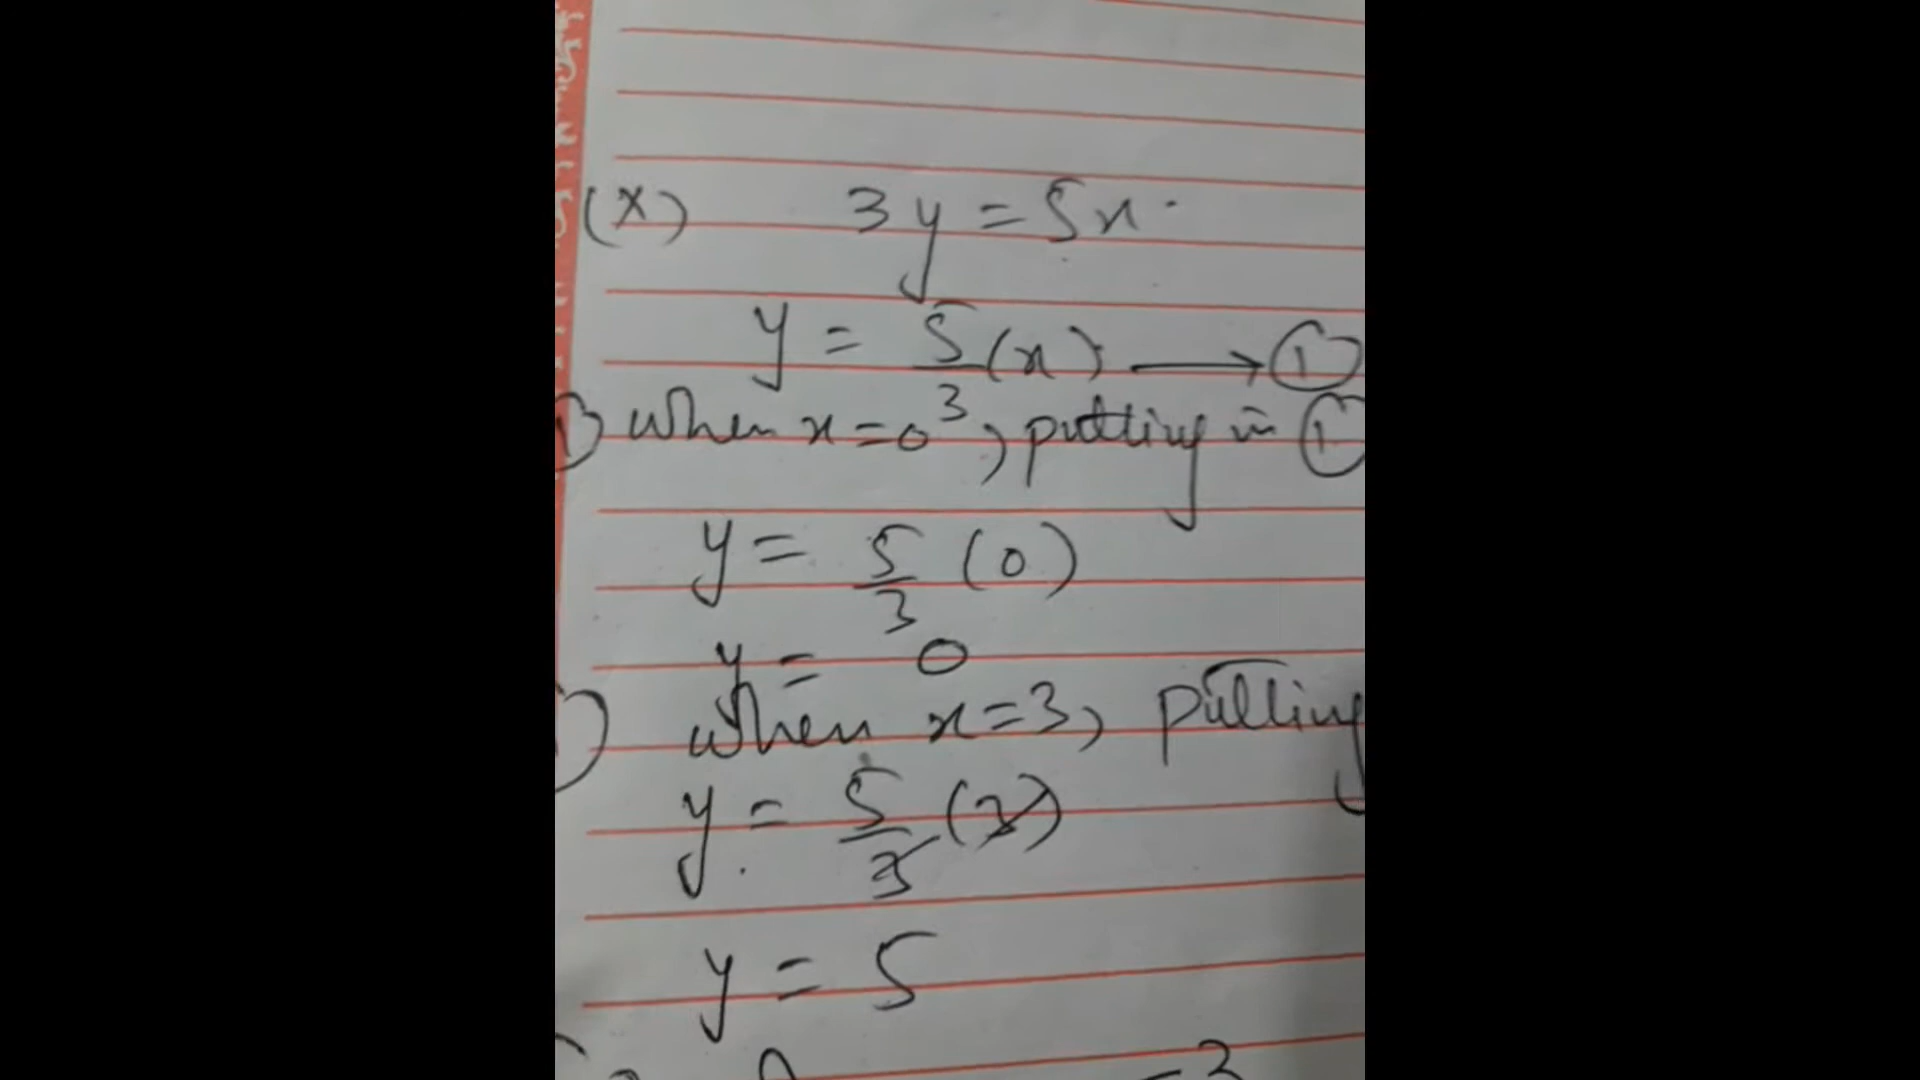 (x) 3y = 5x.
y = 5/3 (x) → ①
1) when x = 0, putting in ①
y = 5/3 (0)
y = 0
) when x = 3, putting
y = 5/3 (3)
y = 5